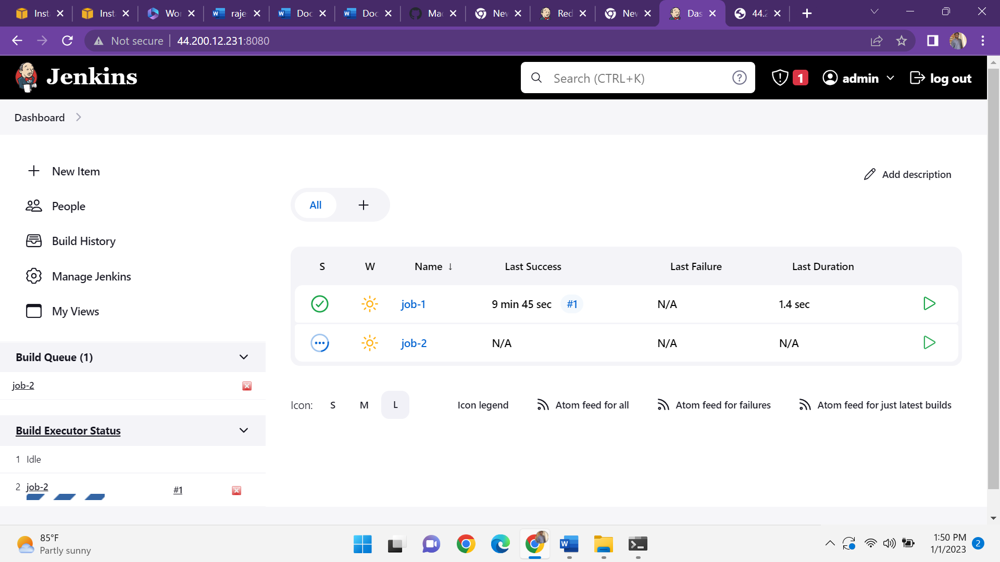 Inst
Inst
Wor
raje
Doc
Doc
Mac
Nev
Red
Nev
Das
44.2
Not secure
44.200.12.231:8080
Jenkins
Search (CTRL+K)
1
admin
log out
Dashboard
New Item
People
Build History
Manage Jenkins
My Views
Add description
All
S W Name ↓ Last Success Last Failure Last Duration
job-1 9 min 45 sec #1 N/A 1.4 sec
job-2 N/A N/A N/A
Build Queue (1)
job-2
Build Executor Status
1 Idle
2 job-2 #1
Icon: S M L
Icon legend
Atom feed for all
Atom feed for failures
Atom feed for just latest builds
85°F
Partly sunny
1:50 PM
1/1/2023
2